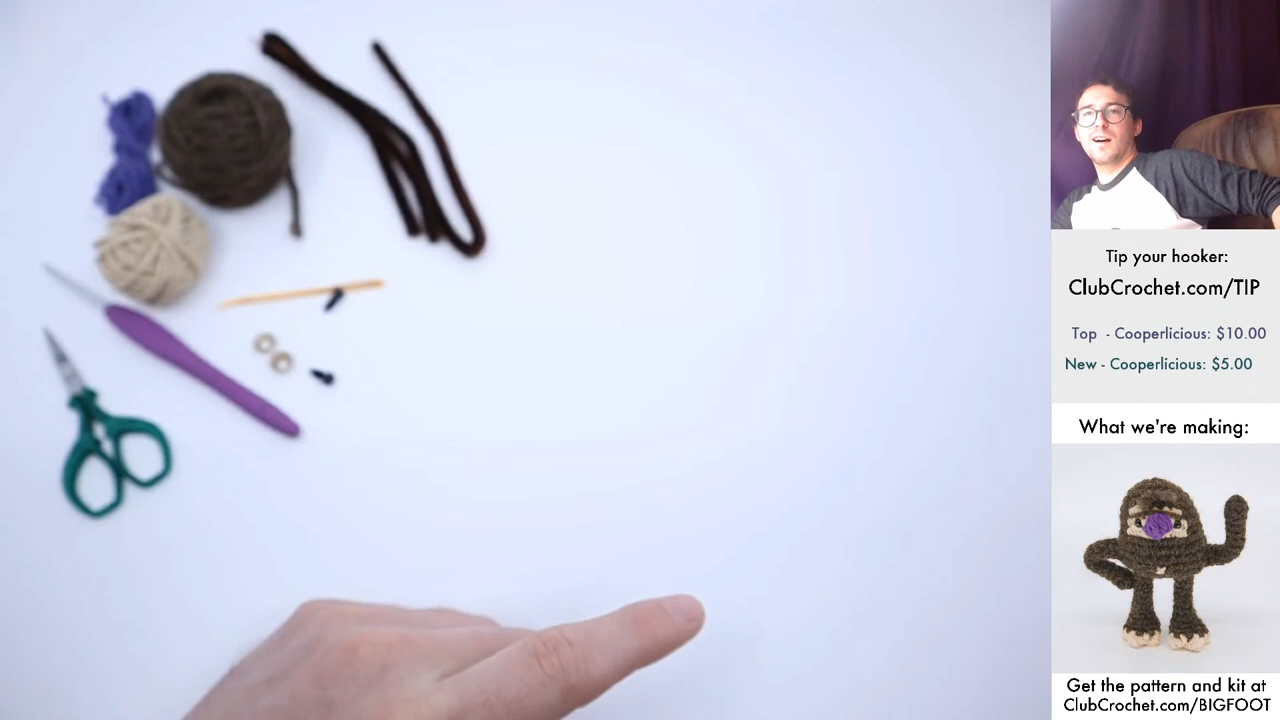 Tip your hooker:
ClubCrochet.com/TIP
Top - Cooperlicious: $10.00
New - Cooperlicious: $5.00
What we're making:
Get the pattern and kit at
ClubCrochet.com/BIGFOOT